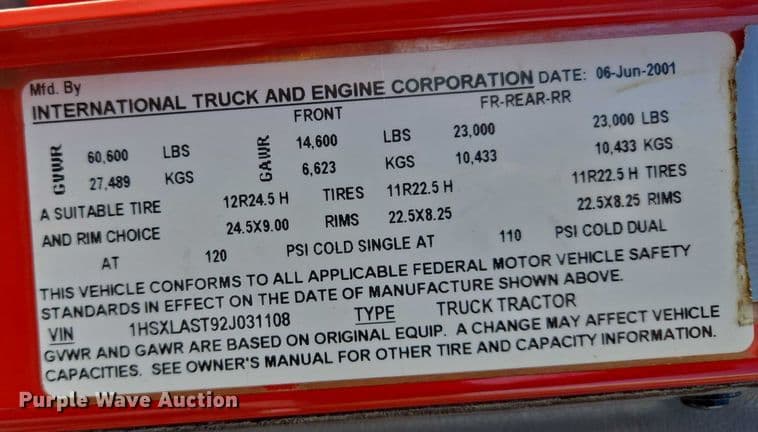 Mfd. By
INTERNATIONAL TRUCK AND ENGINE CORPORATION DATE: 06-Jun-2001
FRONT FR-REAR-RR
GVWR 60,600 LBS GAWR 14,600 LBS 23,000 23,000 LBS
27,489 KGS 6,623 KGS 10,433 10,433 KGS
A SUITABLE TIRE 12R24.5 H TIRES 11R22.5 H 11R22.5 H TIRES
AND RIM CHOICE 24.5X9.00 RIMS 22.5X8.25 22.5X8.25 RIMS
AT 120 PSI COLD SINGLE AT 110 PSI COLD DUAL
THIS VEHICLE CONFORMS TO ALL APPLICABLE FEDERAL MOTOR VEHICLE SAFETY
STANDARDS IN EFFECT ON THE DATE OF MANUFACTURE SHOWN ABOVE.
VIN 1HSXLAST92J031108 TYPE TRUCK TRACTOR
GVWR AND GAWR ARE BASED ON ORIGINAL EQUIP. A CHANGE MAY AFFECT VEHICLE
CAPACITIES. SEE OWNER'S MANUAL FOR OTHER TIRE AND CAPACITY INFORMATION.
Purple Wave Auction